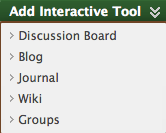 Add Interactive Tool
Discussion Board
Blog
Journal
Wiki
Groups